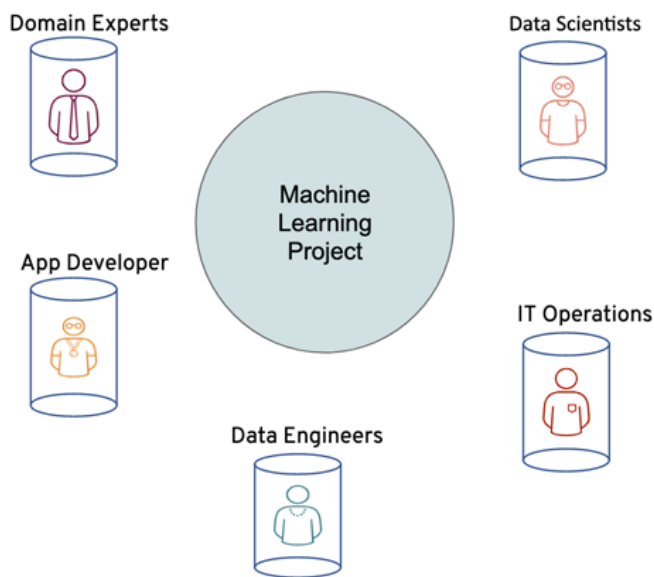 Domain Experts
Data Scientists
Machine
Learning
Project
App Developer
IT Operations
Data Engineers